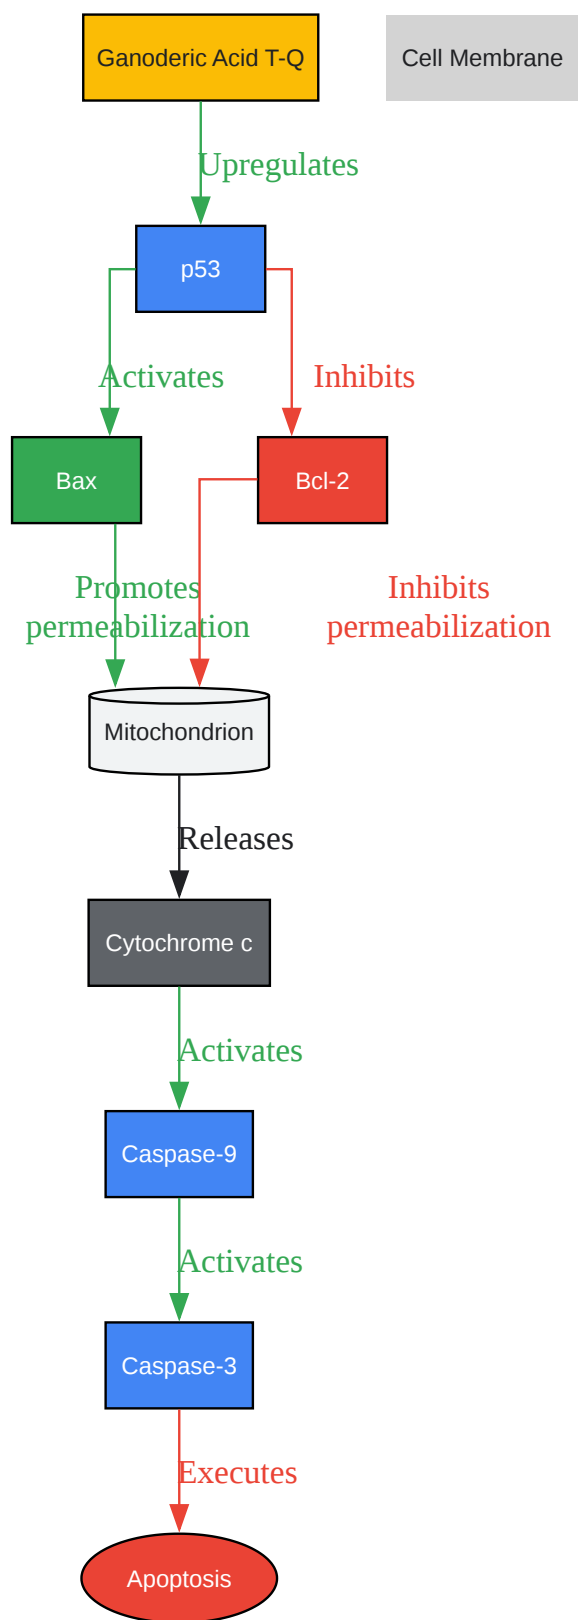 Ganoderic Acid T-Q
Cell Membrane
Upregulates
p53
Activates
Inhibits
Bax
Bcl-2
Promotes
permeabilization
Inhibits
permeabilization
Mitochondrion
Releases
Cytochrome c
Activates
Caspase-9
Activates
Caspase-3
Executes
Apoptosis